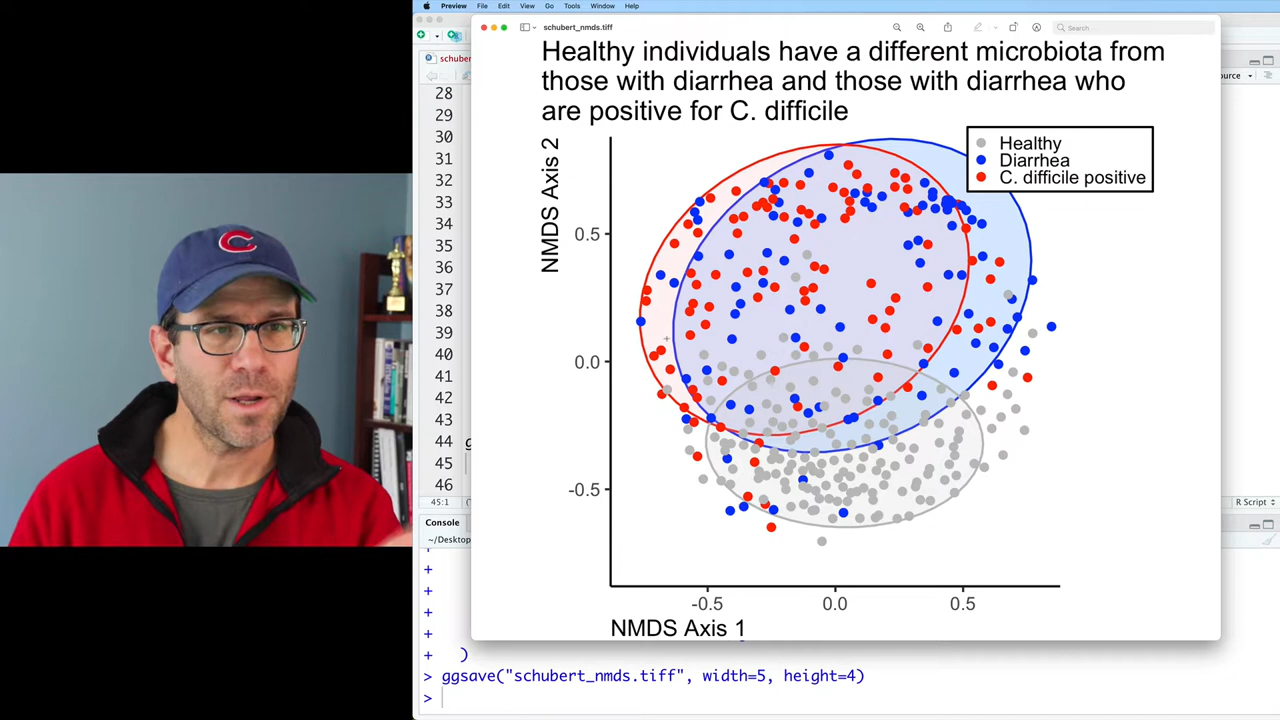 Preview File Edit View Go Tools Window Help
schubert_nmds.tiff
Search
Healthy individuals have a different microbiota from
those with diarrhea and those with diarrhea who
are positive for C. difficile
Healthy
Diarrhea
C. difficile positive
NMDS Axis 2
0.5
0.0
-0.5
-0.5 0.0 0.5
NMDS Axis 1
C
28
29
30
31
32
33
34
35
36
37
38
39
40
41
42
43
44
45
46
45:1
R Script
Console
~/Desktop
+
+
+
+
+ )
> ggsave("schubert_nmds.tiff", width=5, height=4)
>